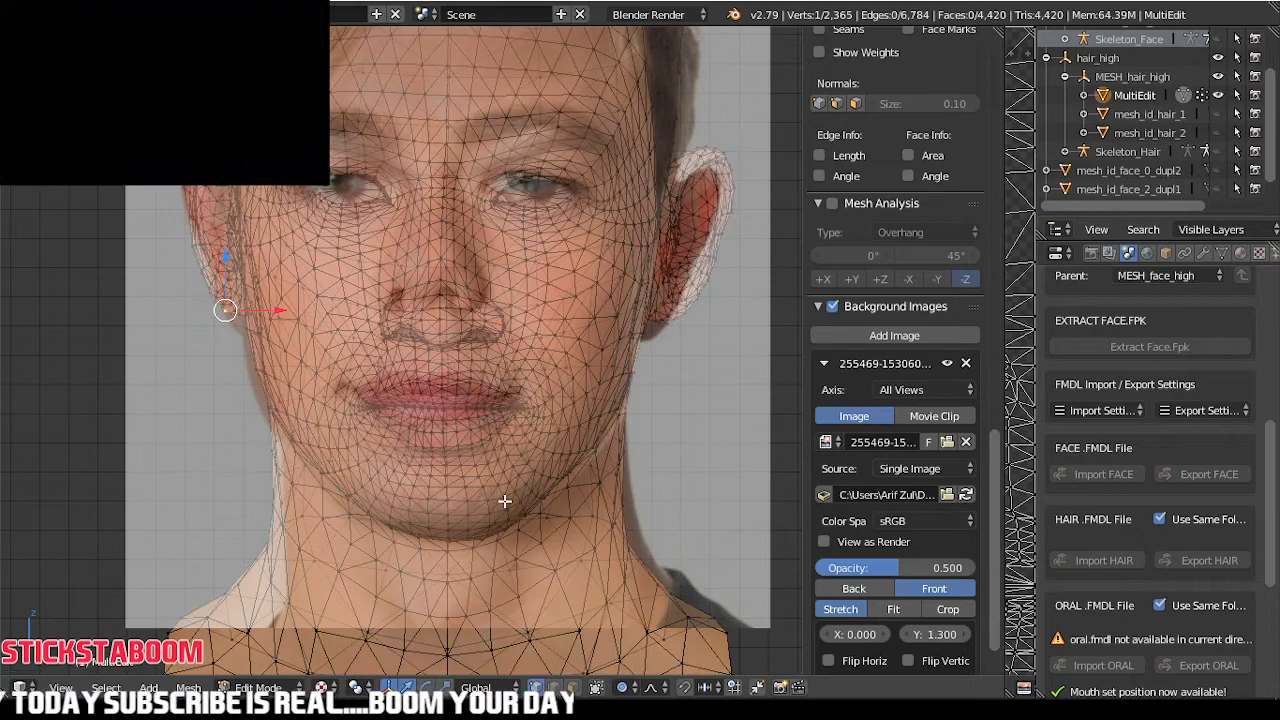 Scene
Blender Render
v2.79 | Verts:1/2,365 | Edges:0/6,784 | Faces:0/4,420 | Tris:4,420 | Mem:64.39M | MultiEdit
Seams
Face Marks
Show Weights
Normals:
Size: 0.10
Edge Info:
Face Info:
Length
Area
Angle
Angle
Mesh Analysis
Type:
Overhang
0°
45°
+X
+Y
+Z
-X
-Y
-Z
Background Images
Add Image
255469-153060...
Axis:
All Views
Image
Movie Clip
255469-15...
F
Source:
Single Image
C:\Users\Arif Zul\D...
Color Spa
sRGB
View as Render
Opacity: 0.500
Back
Front
Stretch
Fit
Crop
X: 0.000
Y: 1.300
Flip Horiz
Flip Vertic
Skeleton_Face
hair_high
MESH_hair_high
MultiEdit
mesh_id_hair_1
mesh_id_hair_2
Skeleton_Hair
mesh_id_face_0_dupl2
mesh_id_face_2_dupl1
View
Search
Visible Layers
Parent:
MESH_face_high
EXTRACT FACE.FPK
Extract Face.Fpk
FMDL Import / Export Settings
Import Setti...
Export Setti...
FACE .FMDL File
Import FACE
Export FACE
HAIR .FMDL File
Use Same Fol...
Import HAIR
Export HAIR
ORAL .FMDL File
Use Same Fol...
oral.fmdl not available in current dire...
Import ORAL
Export ORAL
Mouth set position now available!
z
STICKSTABOOM
View
Select
Add
Mesh
Edit Mode
Global
Y TODAY SUBSCRIBE IS REAL....BOOM YOUR DAY